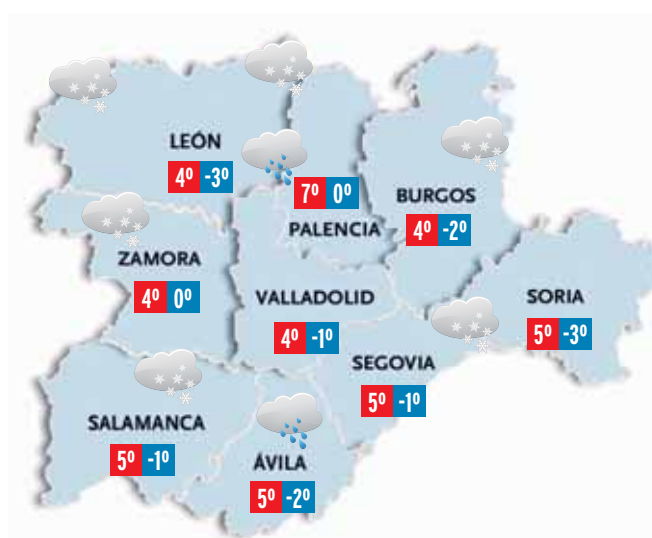 LEÓN
4º -3º
7º 0º
PALENCIA
BURGOS
4º -2º
ZAMORA
4º 0º
VALLADOLID
4º -1º
SORIA
5º -3º
SEGOVIA
5º -1º
SALAMANCA
5º -1º
ÁVILA
5º -2º